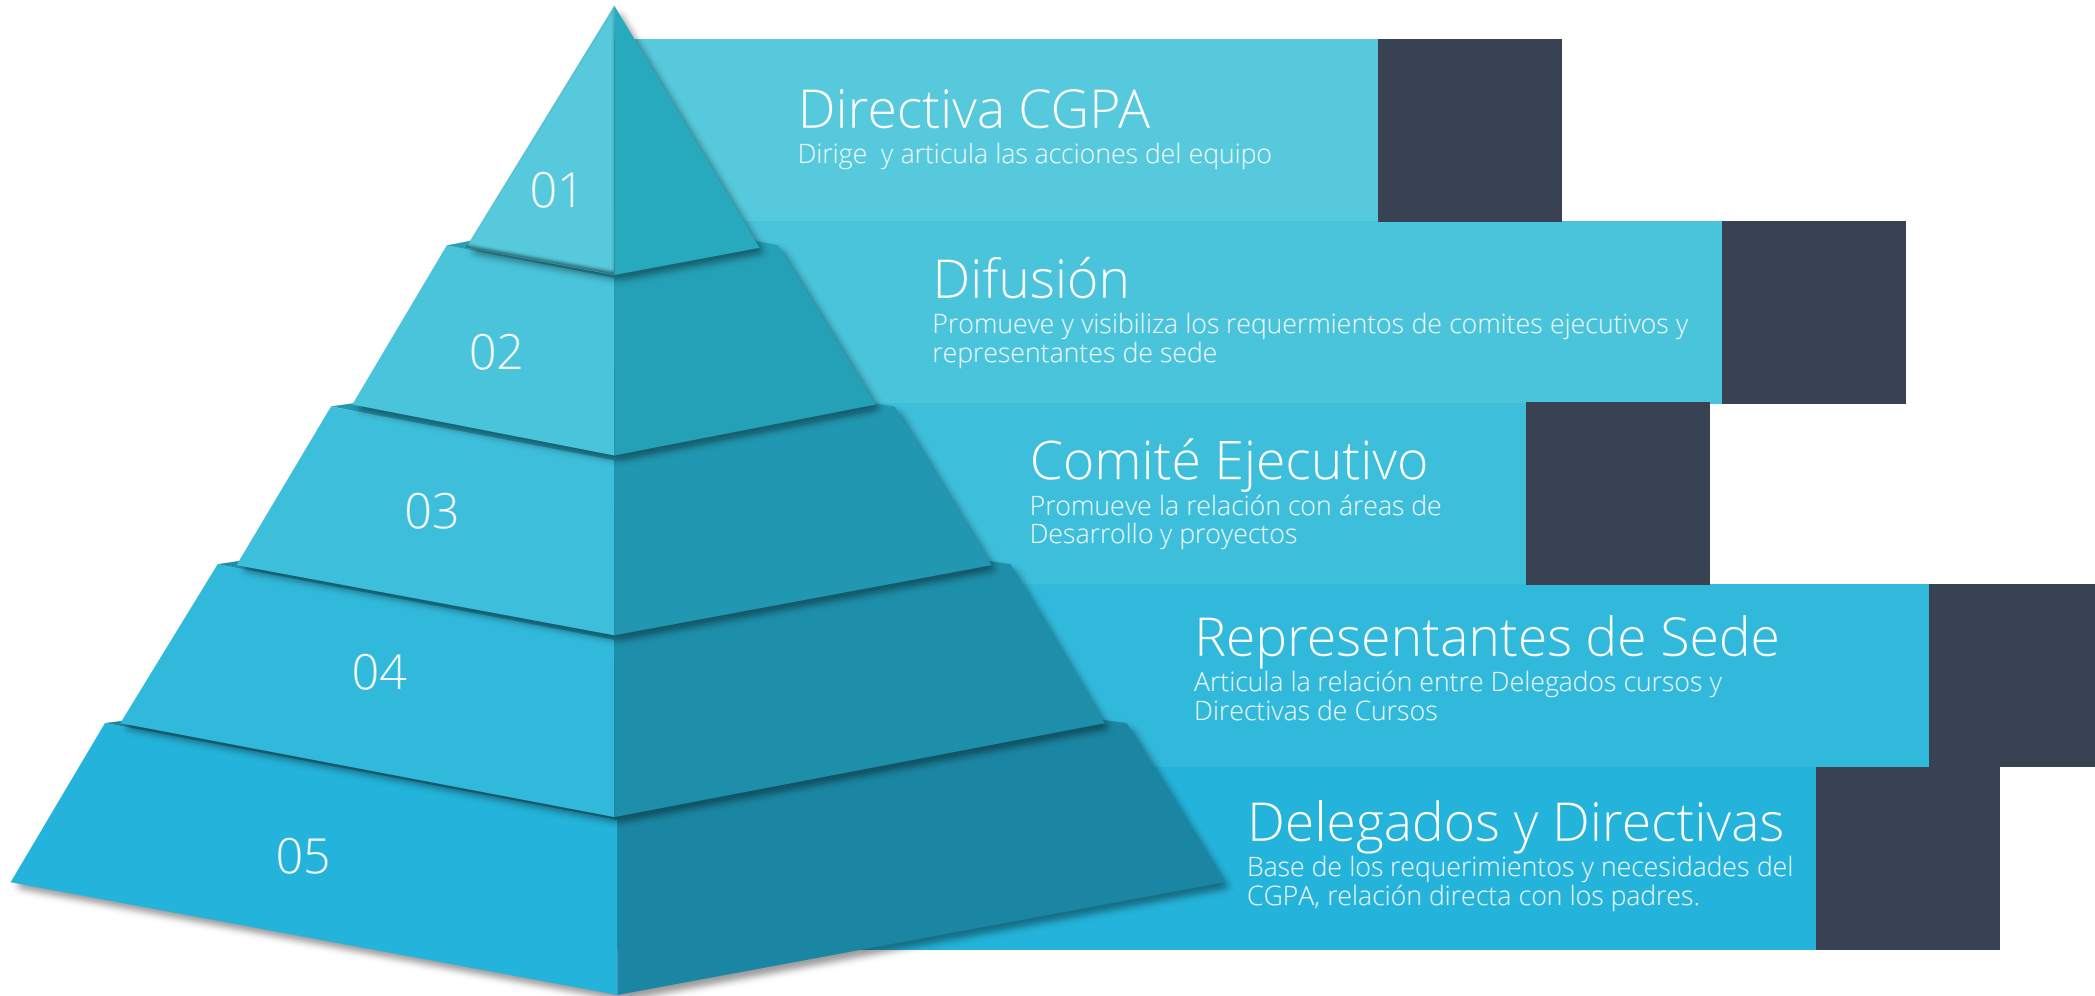 01
Directiva CGPA
Dirige  y articula las acciones del equipo
02
Difusión
Promueve y visibiliza los requermientos de comites ejecutivos y
representantes de sede
03
Comité Ejecutivo
Promueve la relación con áreas de
Desarrollo y proyectos
04
Representantes de Sede
Articula la relación entre Delegados cursos y
Directivas de Cursos
05
Delegados y Directivas
Base de los requerimientos y necesidades del
CGPA, relación directa con los padres.